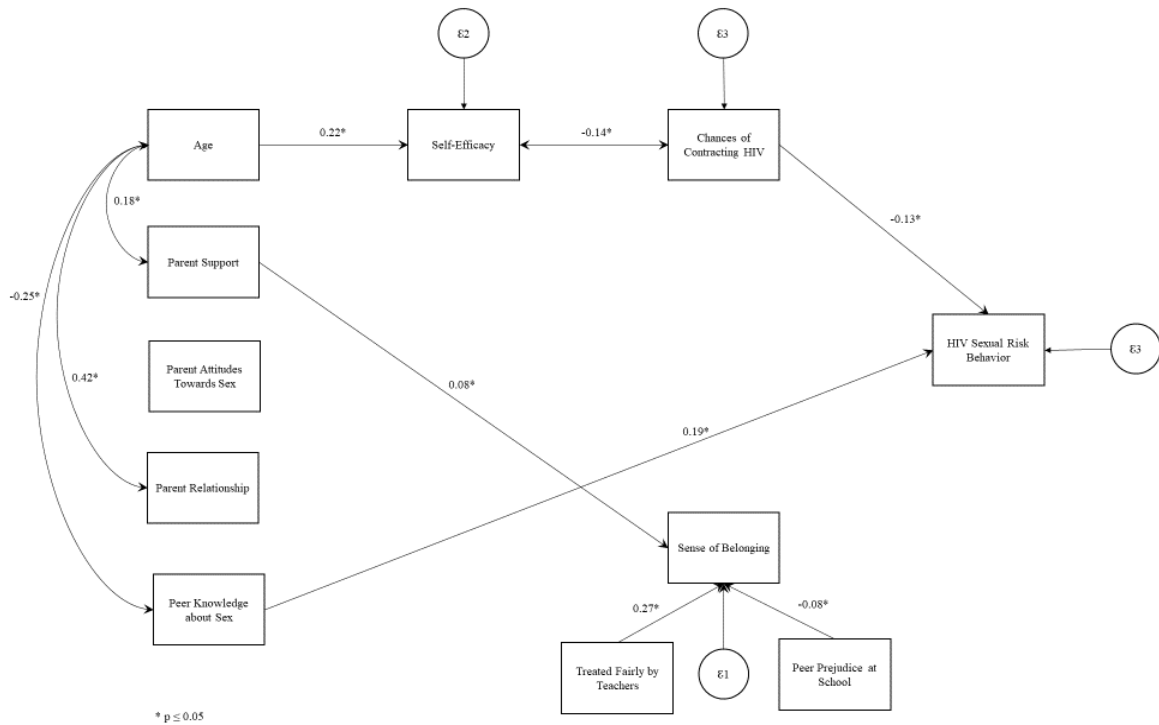 ε2
ε3
Age
0.22*
Self-Efficacy
-0.14*
Chances of
Contracting HIV
0.18*
-0.13*
Parent Support
-0.25*
HIV Sexual Risk
Behavior
ε3
Parent Attitudes
Towards Sex
0.42*
0.08*
0.19*
Parent Relationship
Sense of Belonging
Peer Knowledge
about Sex
0.27*
-0.08*
Treated Fairly by
Teachers
ε1
Peer Prejudice at
School
* p ≤ 0.05